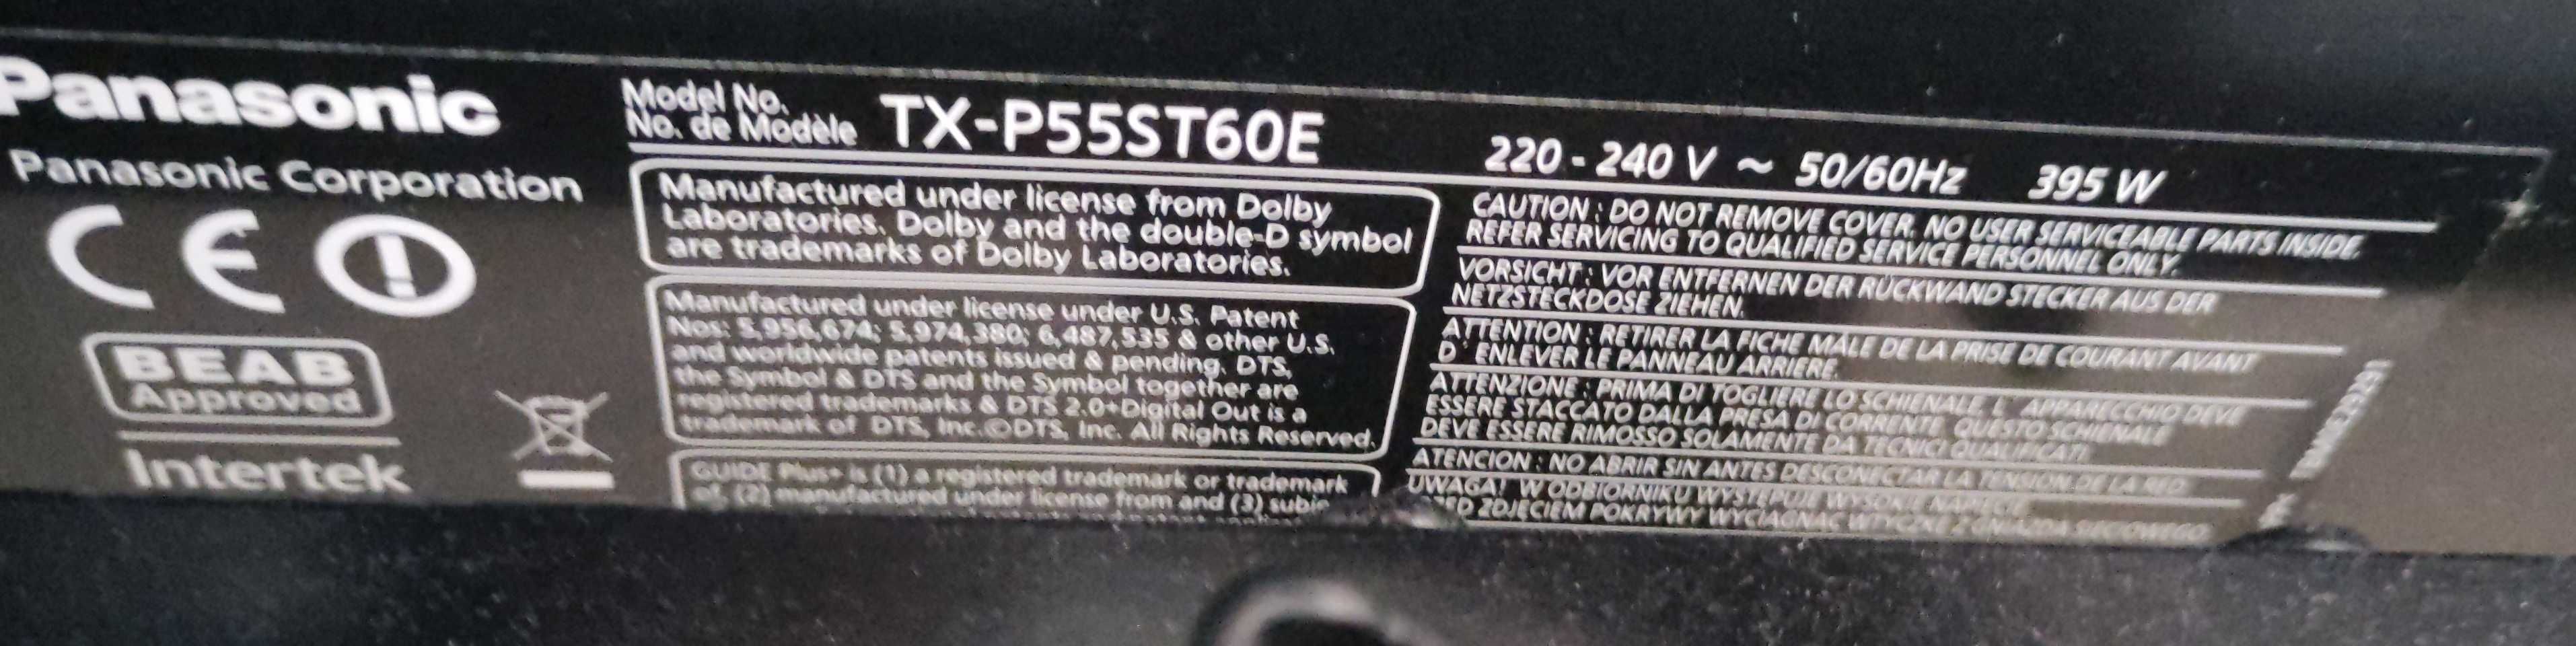 Panasonic
Panasonic Corporation
CE
BEAB
Approved
Intertek
Model No.
No. de Modèle
TX-P55ST60E
220 - 240 V ~ 50/60Hz 395 W
Manufactured under license from Dolby
Laboratories. Dolby and the double-D symbol
are trademarks of Dolby Laboratories.
Manufactured under license under U.S. Patent
Nos: 5,956,674; 5,974,380; 6,487,535 & other U.S.
and worldwide patents issued & pending. DTS,
the Symbol & DTS and the Symbol together are
registered trademarks & DTS 2.0+Digital Out is a
trademark of DTS, Inc.©DTS, Inc. All Rights Reserved.
GUIDE Plus+ is (1) a registered trademark or trademark
of, (2) manufactured under license from and (3) subje
CAUTION : DO NOT REMOVE COVER. NO USER SERVICEABLE PARTS INSIDE.
REFER SERVICING TO QUALIFIED SERVICE PERSONNEL ONLY.
VORSICHT : VOR ENTFERNEN DER RÜCKWAND STECKER AUS DER
NETZSTECKDOSE ZIEHEN.
ATTENTION : RETIRER LA FICHE MÂLE DE LA PRISE DE COURANT AVANT
D' ENLEVER LE PANNEAU ARRIERE.
ATTENZIONE : PRIMA DI TOGLIERE LO SCHIENALE, L' APPARECCHIO DEVE
ESSERE STACCATO DALLA PRESA DI CORRENTE. QUESTO SCHIENALE
DEVE ESSERE RIMOSSO SOLAMENTE DA TECNICI QUALIFICATI.
ATENCION : NO ABRIR SIN ANTES DESCONECTAR LA TENSION DE LA RED.
UWAGA! W ODBIORNIKU WYSTEPUJE WYSOKIE NAPIECIE.
ZED ZDJECIEM POKRYWY WYCIAGNAC WTYCZKE Z GNIAZDA SIECIOWEGO.